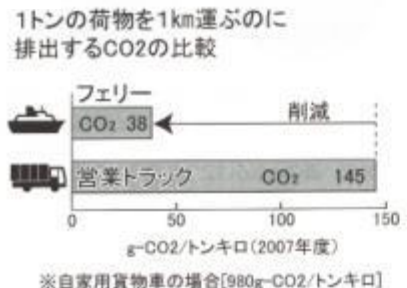 1トンの荷物を1km運ぶのに
排出するCO2の比較
フェリー
CO₂ 38
削減
営業トラック CO₂ 145
0 50 100 150
g-CO2/トンキロ(2007年度)
※自家用貨物車の場合[980g-CO2/トンキロ]